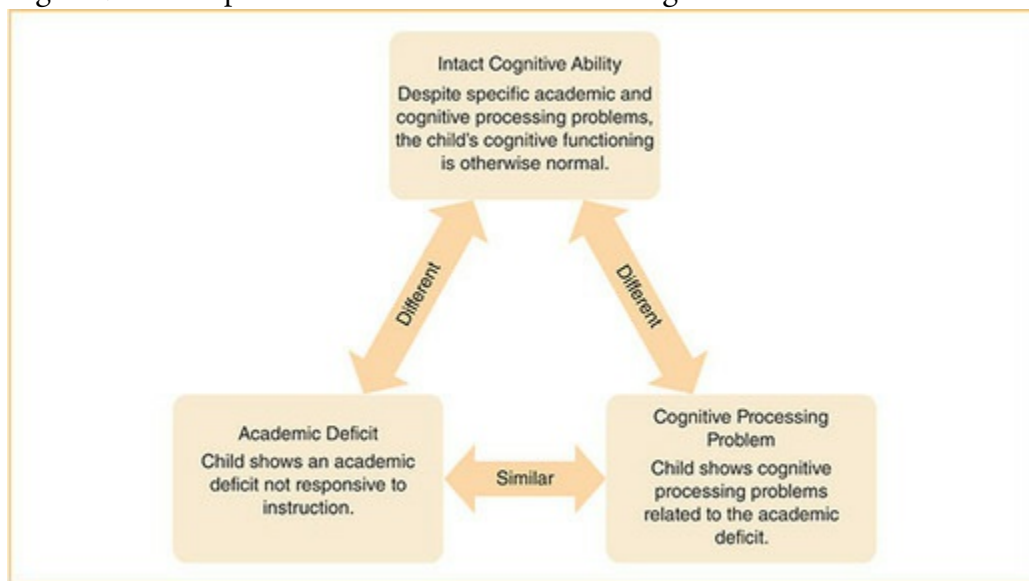 Intact Cognitive Ability
Despite specific academic and
cognitive processing problems,
the child's cognitive functioning
is otherwise normal.
Different
Different
Academic Deficit
Child shows an academic
deficit not responsive to
instruction.
Similar
Cognitive Processing
Problem
Child shows cognitive
processing problems
related to the academic
deficit.